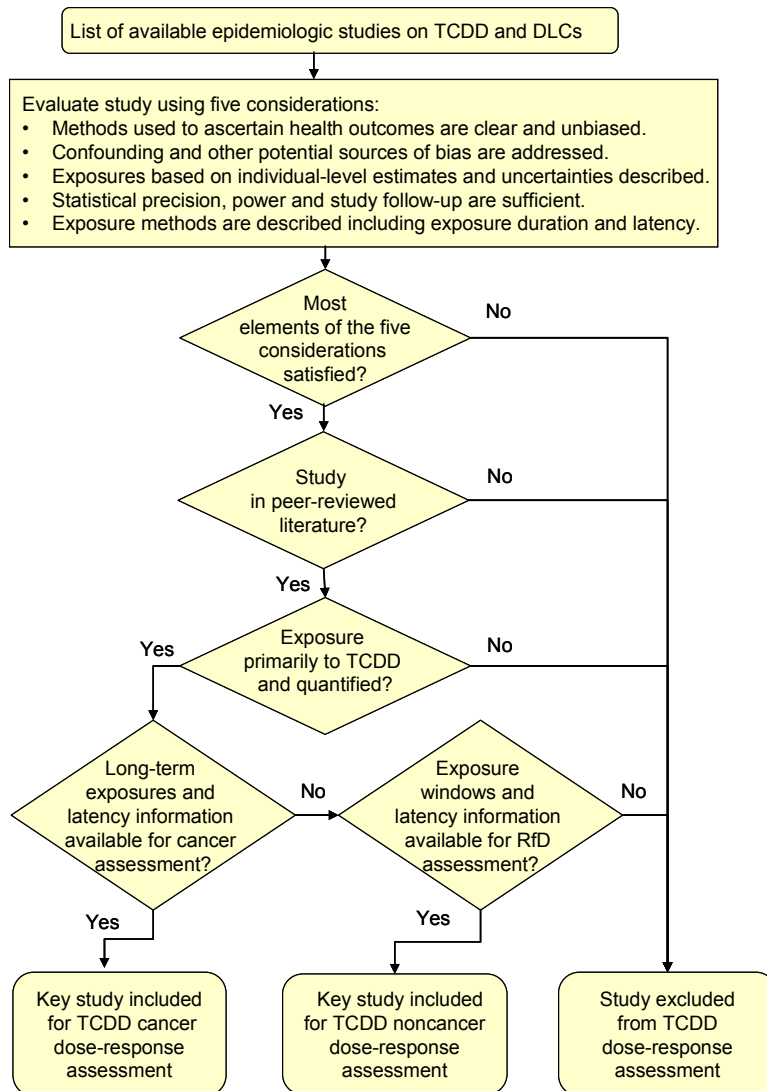 List of available epidemiologic studies on TCDD and DLCs
Evaluate study using five considerations:
• Methods used to ascertain health outcomes are clear and unbiased.
• Confounding and other potential sources of bias are addressed.
• Exposures based on individual-level estimates and uncertainties described.
• Statistical precision, power and study follow-up are sufficient.
• Exposure methods are described including exposure duration and latency.
Most
elements of the five
considerations
satisfied?
No
Yes
Study
in peer-reviewed
literature?
No
Yes
Exposure
primarily to TCDD
and quantified?
Yes
No
Long-term
exposures and
latency information
available for cancer
assessment?
No
Exposure
windows and
latency information
available for RfD
assessment?
No
Yes
Yes
Key study included
for TCDD cancer
dose-response
assessment
Key study included
for TCDD noncancer
dose-response
assessment
Study excluded
from TCDD
dose-response
assessment